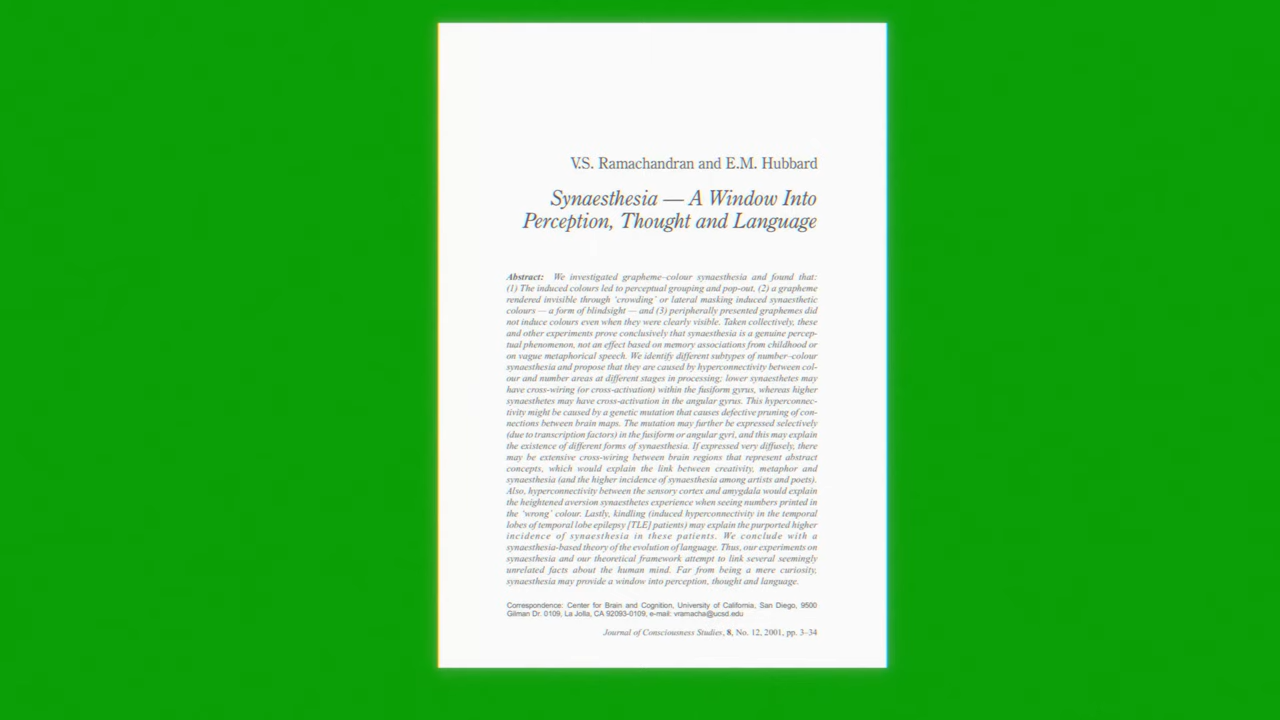 V.S. Ramachandran and E.M. Hubbard
Synaesthesia — A Window Into
Perception, Thought and Language
Abstract: We investigated grapheme–colour synaesthesia and found that:
(1) The induced colours led to perceptual grouping and pop-out, (2) a grapheme
rendered invisible through ‘crowding’ or lateral masking induced synaesthetic
colours — a form of blindsight — and (3) peripherally presented graphemes did
not induce colours even when they were clearly visible. Taken collectively, these
and other experiments prove conclusively that synaesthesia is a genuine percep-
tual phenomenon, not an effect based on memory associations from childhood or
on vague metaphorical speech. We identify different subtypes of number–colour
synaesthesia and propose that they are caused by hyperconnectivity between col-
our and number areas at different stages in processing; lower synaesthetes may
have cross-wiring (or cross-activation) within the fusiform gyrus, whereas higher
synaesthetes may have cross-activation in the angular gyrus. This hyperconnec-
tivity might be caused by a genetic mutation that causes defective pruning of con-
nections between brain maps. The mutation may further be expressed selectively
(due to transcription factors) in the fusiform or angular gyri, and this may explain
the existence of different forms of synaesthesia. If expressed very diffusely, there
may be extensive cross-wiring between brain regions that represent abstract
concepts, which would explain the link between creativity, metaphor and
synaesthesia (and the higher incidence of synaesthesia among artists and poets).
Also, hyperconnectivity between the sensory cortex and amygdala would explain
the heightened aversion synaesthetes experience when seeing numbers printed in
the ‘wrong’ colour. Lastly, kindling (induced hyperconnectivity in the temporal
lobes of temporal lobe epilepsy [TLE] patients) may explain the purported higher
incidence of synaesthesia in these patients. We conclude with a
synaesthesia-based theory of the evolution of language. Thus, our experiments on
synaesthesia and our theoretical framework attempt to link several seemingly
unrelated facts about the human mind. Far from being a mere curiosity,
synaesthesia may provide a window into perception, thought and language.
Correspondence: Center for Brain and Cognition, University of California, San Diego, 9500
Gilman Dr. 0109, La Jolla, CA 92093-0109, e-mail: vramacha@ucsd.edu
Journal of Consciousness Studies, 8, No. 12, 2001, pp. 3–34